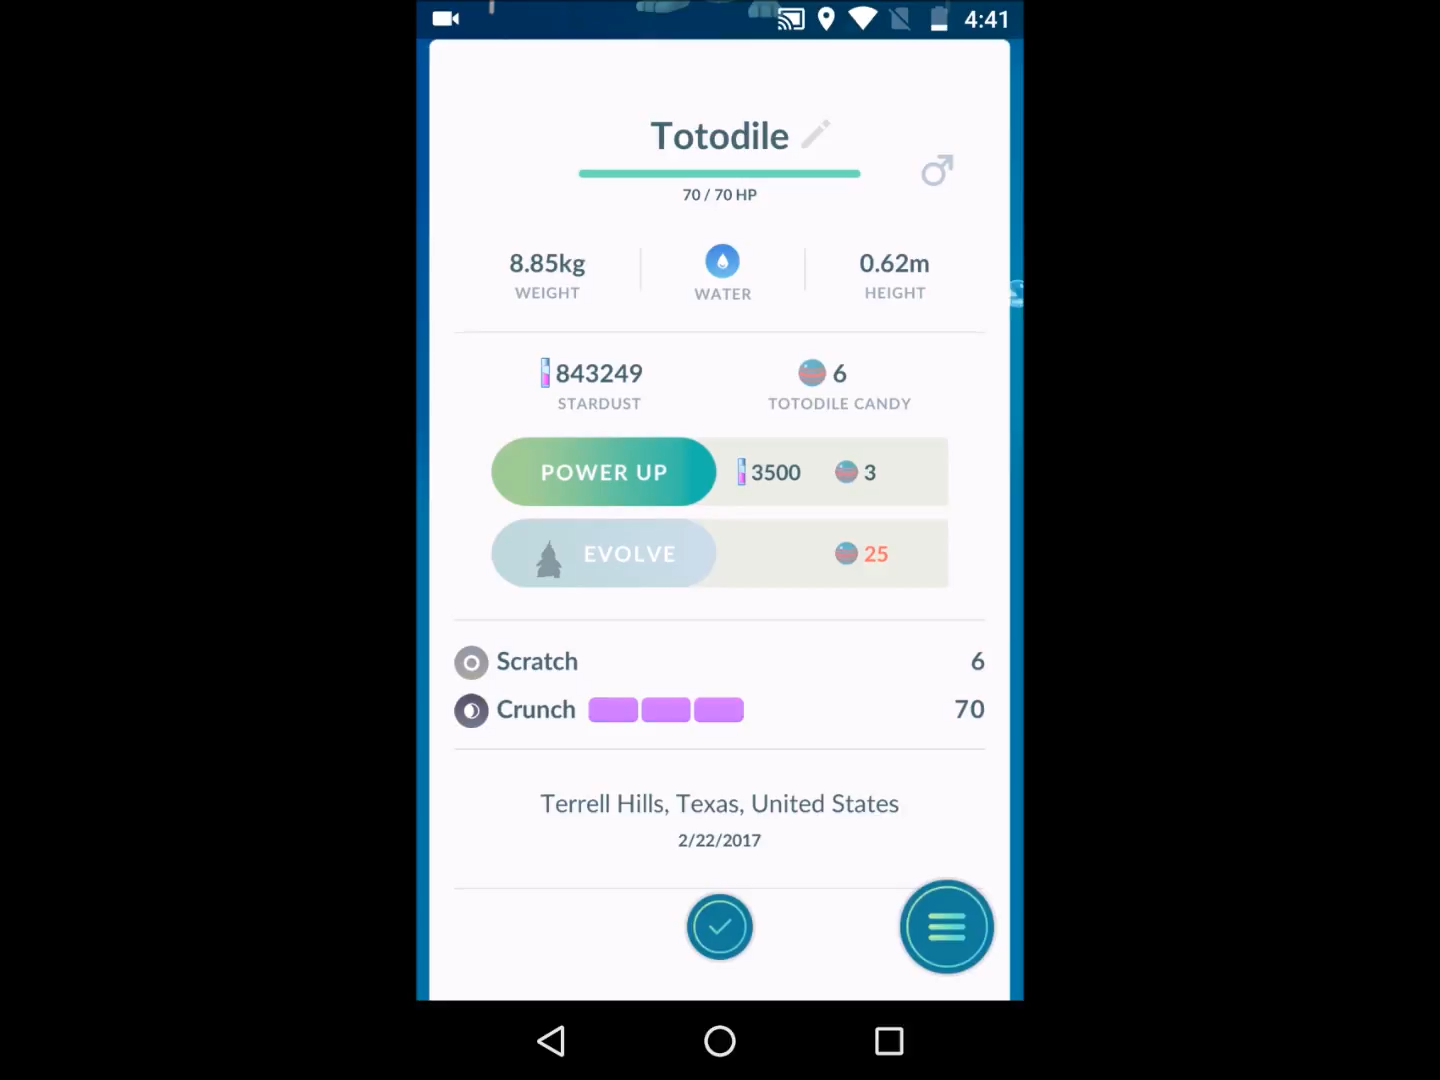 4:41
Totodile
70 / 70 HP
8.85kg
WEIGHT
WATER
0.62m
HEIGHT
843249
STARDUST
6
TOTODILE CANDY
POWER UP 3500 3
EVOLVE 25
Scratch 6
Crunch 70
Terrell Hills, Texas, United States
2/22/2017